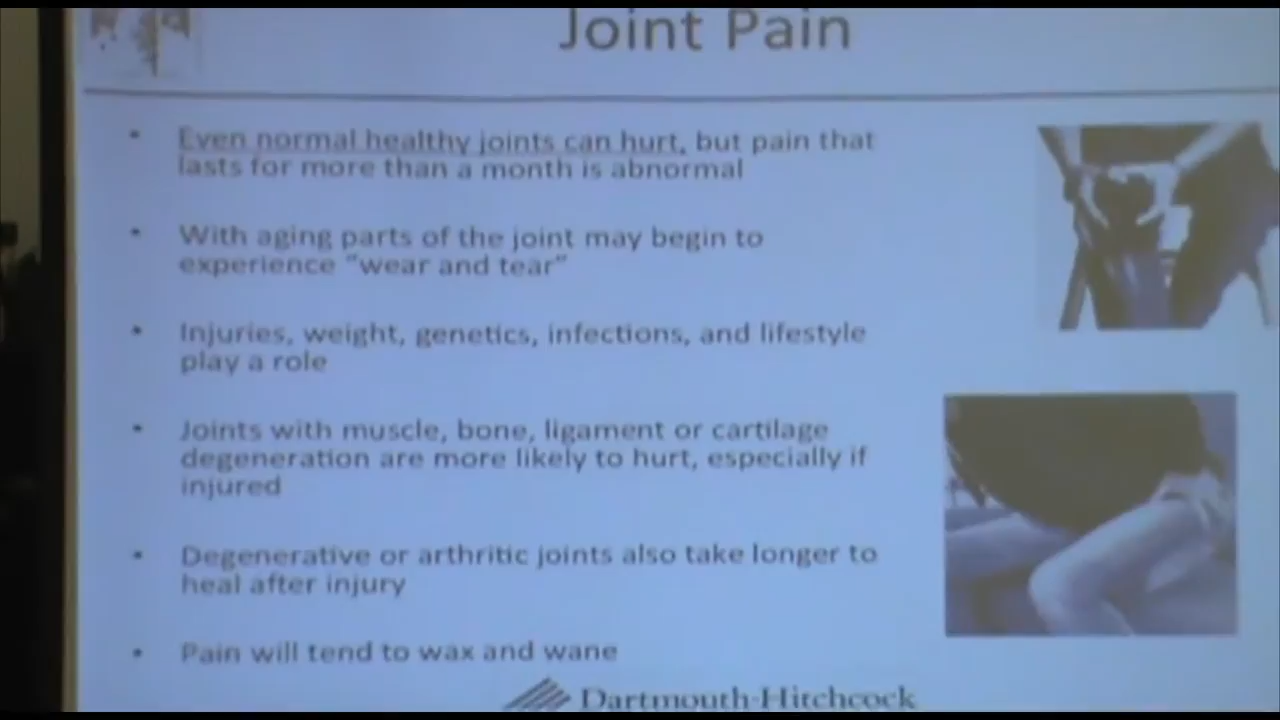 Joint Pain
• Even normal healthy joints can hurt, but pain that
lasts for more than a month is abnormal
• With aging parts of the joint may begin to
experience "wear and tear"
• Injuries, weight, genetics, infections, and lifestyle
play a role
• Joints with muscle, bone, ligament or cartilage
degeneration are more likely to hurt, especially if
injured
• Degenerative or arthritic joints also take longer to
heal after injury
• Pain will tend to wax and wane
Dartmouth-Hitchcock